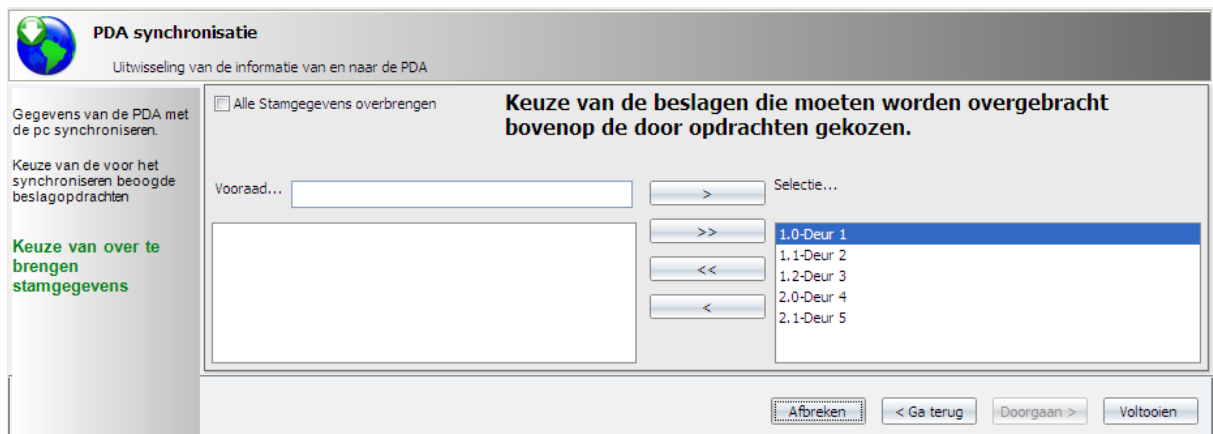 PDA synchronisatie
Uitwisseling van de informatie van en naar de PDA
Gegevens van de PDA met
de pc synchroniseren.
Keuze van de voor het
synchroniseren beoogde
beslagopdrachten
Keuze van over te
brengen
stamgegevens
Alle Stamgegevens overbrengen
Keuze van de beslagen die moeten worden overgebracht
bovenop de door opdrachten gekozen.
Vooraad...
>
>>
<<
<
Selectie...
1.0-Deur 1
1.1-Deur 2
1.2-Deur 3
2.0-Deur 4
2.1-Deur 5
Afbreken
< Ga terug
Doorgaan >
Voltooien